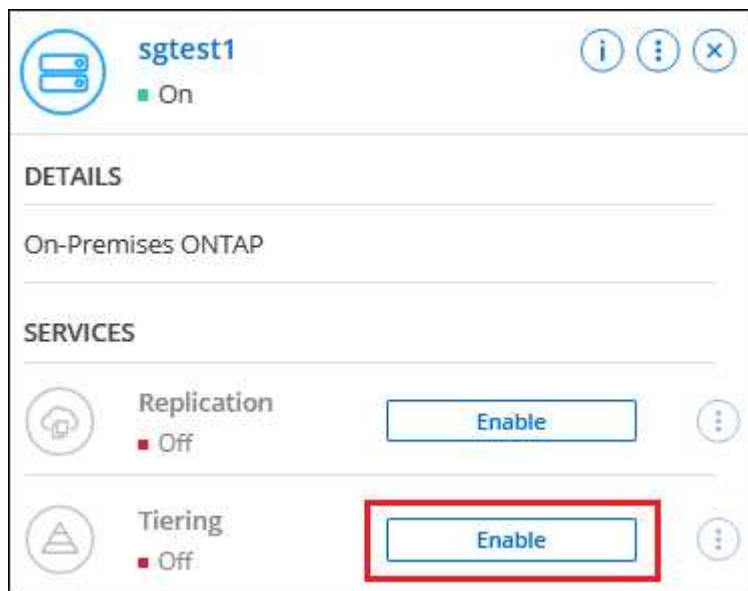 sgtest1
On
DETAILS
On-Premises ONTAP
SERVICES
Replication
Off
Enable
Tiering
Off
Enable